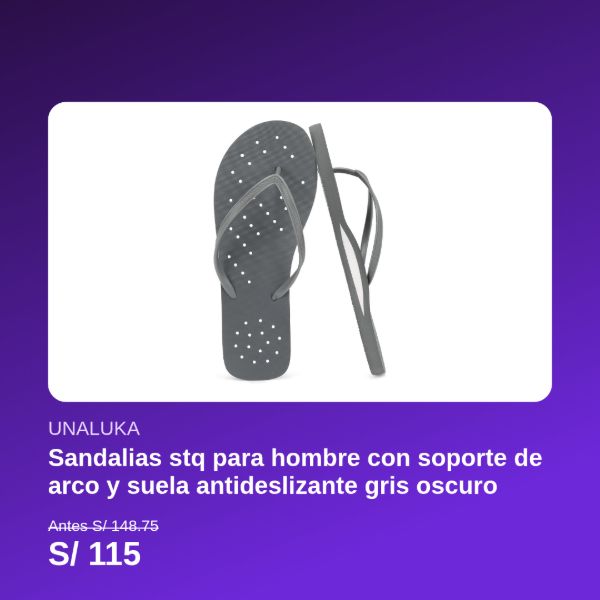 UNALUKA
Sandalias stq para hombre con soporte de
arco y suela antideslizante gris oscuro
Antes S/ 148.75
S/ 115